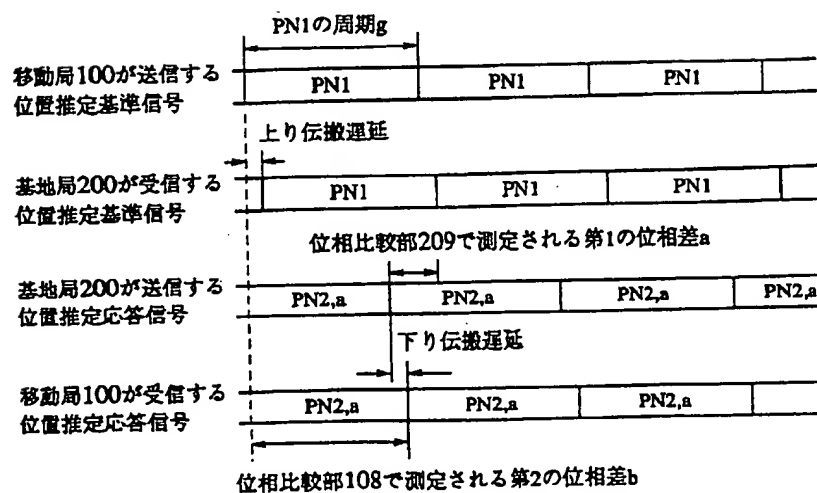 PN1の周期g
移動局100が送信する
位置推定基準信号
PN1 PN1 PN1
上り伝搬遅延
基地局200が受信する
位置推定基準信号
PN1 PN1 PN1
位相比較部209で測定される第1の位相差a
基地局200が送信する
位置推定応答信号
PN2,a PN2,a PN2,a PN2,a
下り伝搬遅延
移動局100が受信する
位置推定応答信号
PN2,a PN2,a PN2,a
位相比較部108で測定される第2の位相差b